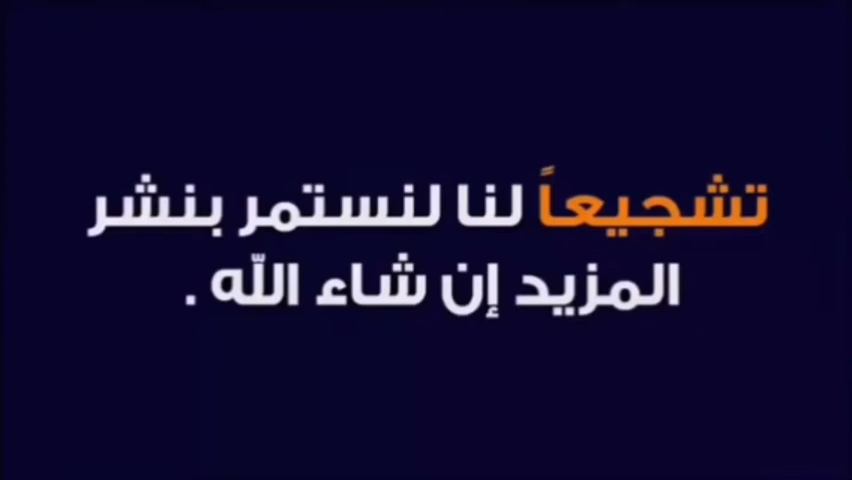 تشجيعاً لنا لنستمر بنشر
المزيد إن شاء الله .